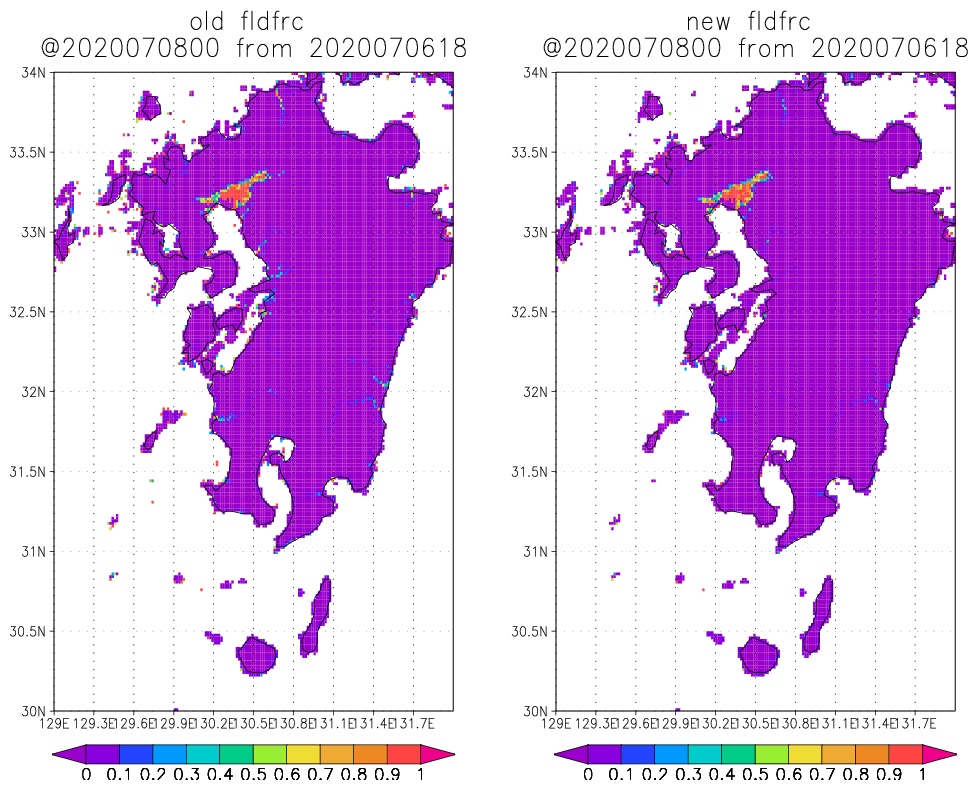 old fldfrc
@2020070800 from 2020070618
34N
33.5N
33N
32.5N
32N
31.5N
31N
30.5N
30N
129E 129.3E 129.6E 129.9E 130.2E 130.5E 130.8E 131.1E 131.4E 131.7E
0 0.1 0.2 0.3 0.4 0.5 0.6 0.7 0.8 0.9 1
new fldfrc
@2020070800 from 2020070618
34N
33.5N
33N
32.5N
32N
31.5N
31N
30.5N
30N
129E 129.3E 129.6E 129.9E 130.2E 130.5E 130.8E 131.1E 131.4E 131.7E
0 0.1 0.2 0.3 0.4 0.5 0.6 0.7 0.8 0.9 1